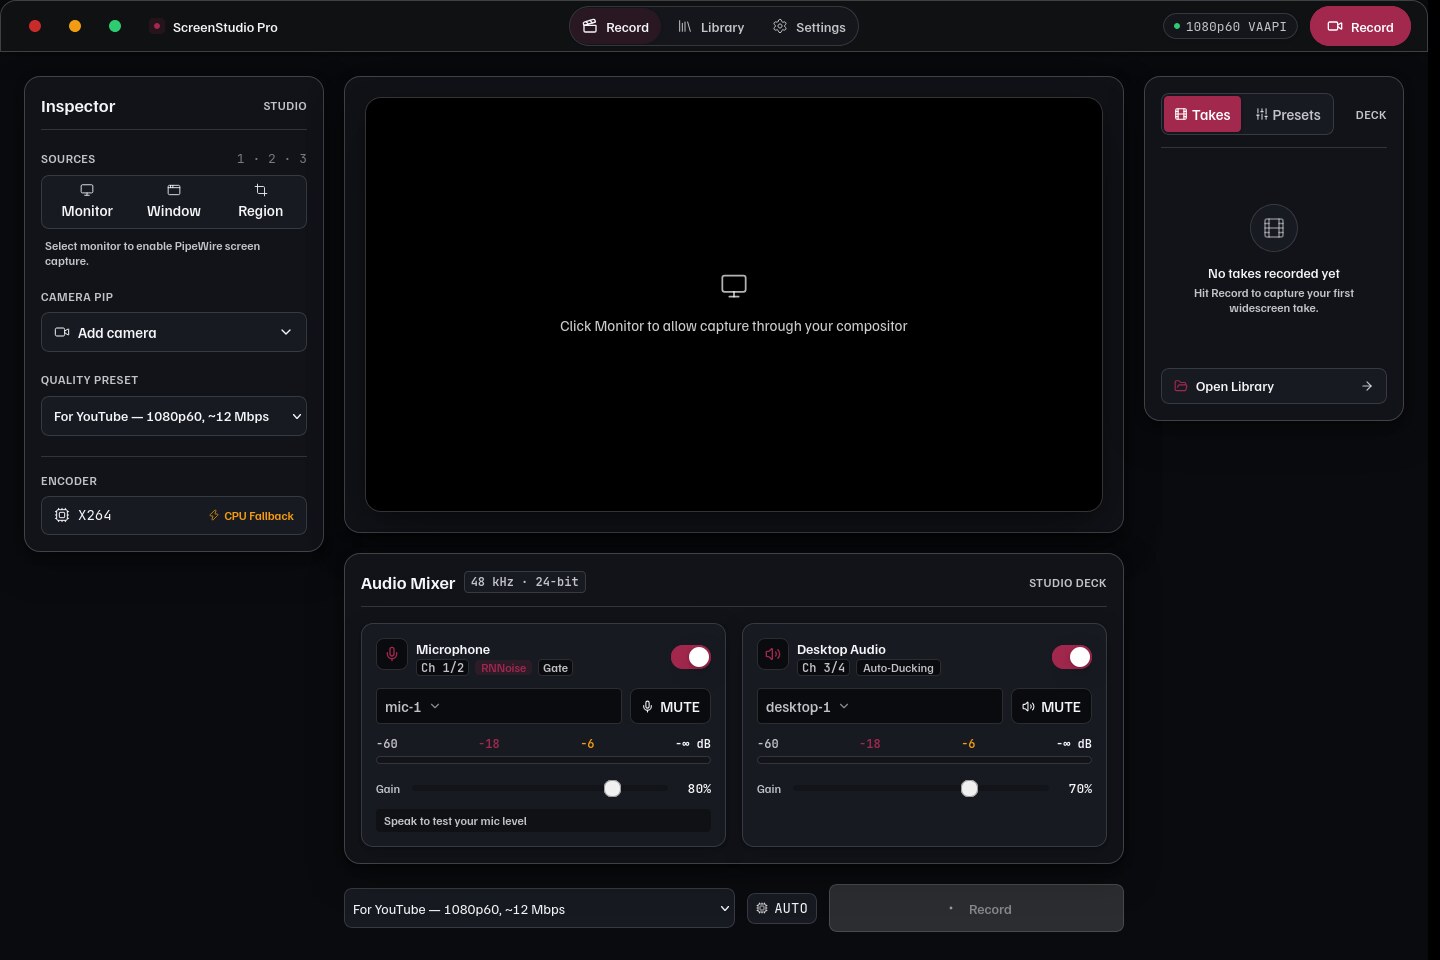 ScreenStudio Pro
Record
Library
Settings
1080p60 VAAPI
Record
Inspector
STUDIO
SOURCES
1 · 2 · 3
Monitor
Window
Region
Select monitor to enable PipeWire screen
capture.
CAMERA PIP
Add camera
QUALITY PRESET
For YouTube — 1080p60, ~12 Mbps
ENCODER
X264
CPU Fallback
Click Monitor to allow capture through your compositor
Takes
Presets
DECK
No takes recorded yet
Hit Record to capture your first
widescreen take.
Open Library
Audio Mixer
48 kHz · 24-bit
STUDIO DECK
Microphone
Ch 1/2
RNNoise
Gate
mic-1
MUTE
-60
-18
-6
-∞ dB
Gain
80%
Speak to test your mic level
Desktop Audio
Ch 3/4
Auto-Ducking
desktop-1
MUTE
-60
-18
-6
-∞ dB
Gain
70%
For YouTube — 1080p60, ~12 Mbps
AUTO
Record